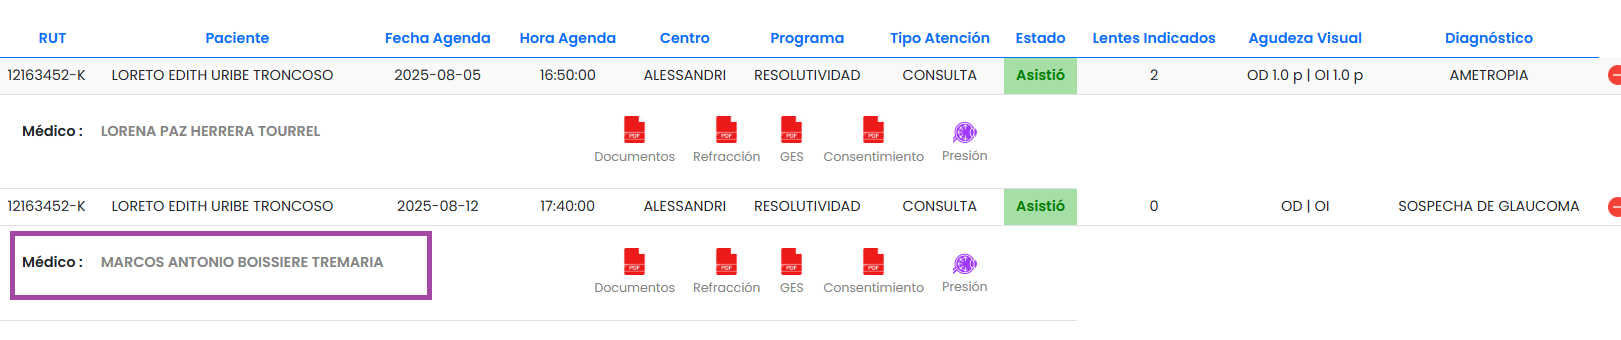 RUT Paciente Fecha Agenda Hora Agenda Centro Programa Tipo Atención Estado Lentes Indicados Agudeza Visual Diagnóstico
12163452-K LORETO EDITH URIBE TRONCOSO 2025-08-05 16:50:00 ALESSANDRI RESOLUTIVIDAD CONSULTA Asistió 2 OD 1.0 p | OI 1.0 p AMETROPIA
Médico : LORENA PAZ HERRERA TOURREL
PDF PDF PDF PDF
Documentos Refracción GES Consentimiento Presión
12163452-K LORETO EDITH URIBE TRONCOSO 2025-08-12 17:40:00 ALESSANDRI RESOLUTIVIDAD CONSULTA Asistió 0 OD | OI SOSPECHA DE GLAUCOMA
Médico : MARCOS ANTONIO BOISSIERE TREMARIA
PDF PDF PDF PDF
Documentos Refracción GES Consentimiento Presión